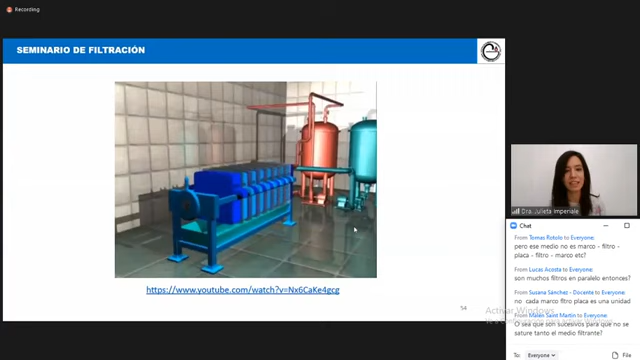 Recording
SEMINARIO DE FILTRACIÓN
https://www.youtube.com/watch?v=Nx6CaKe4gcg
54
Dra. Julieta Imperiale
Chat
From Tomas Rotolo to Everyone:
pero ese medio no es marco - filtro -
placa - filtro - marco etc?
From Lucas Acosta to Everyone:
son muchos filtros en paralelo entonces?
From Susana Sánchez - Docente to Everyone:
no, cada marco fitro placa es una unidad
From Malén Saint Martin to Everyone:
O sea que son sucesivos para que no se
sature tanto el medio filtrante?
Activar Windows
To: Everyone
File